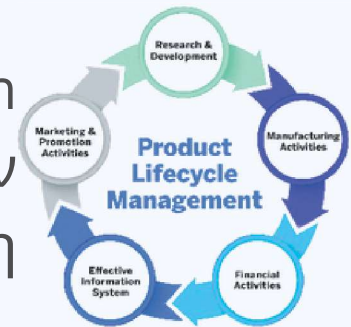 Research &
Development
Manufacturing
Activities
Financial
Activities
Effective
Information
System
Marketing &
Promotion
Activities
Product
Lifecycle
Management